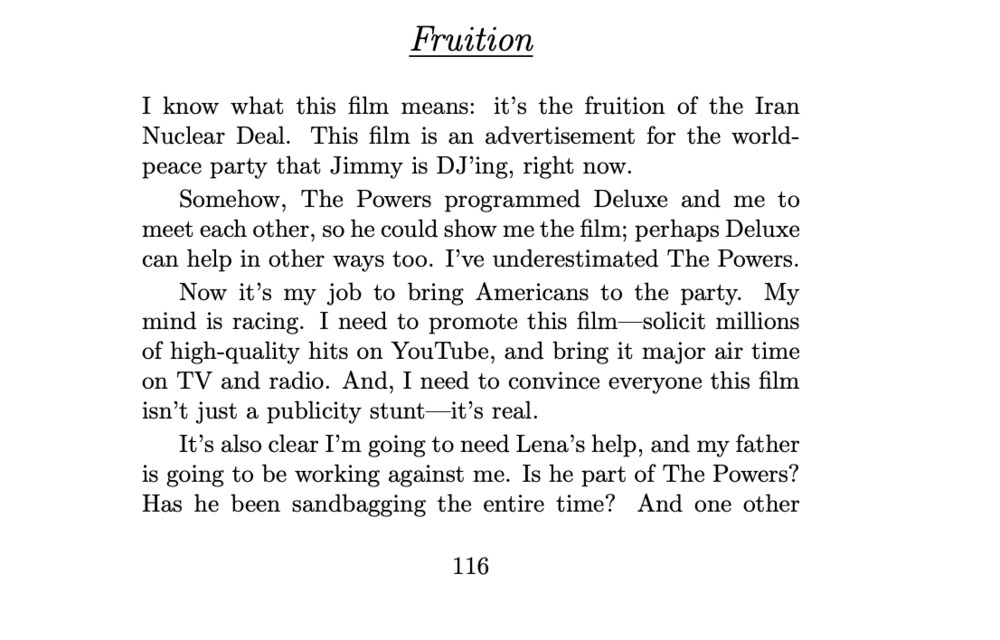 Fruition
I know what this film means: it's the fruition of the Iran
Nuclear Deal. This film is an advertisement for the world-
peace party that Jimmy is DJ'ing, right now.
Somehow, The Powers programmed Deluxe and me to
meet each other, so he could show me the film; perhaps Deluxe
can help in other ways too. I've underestimated The Powers.
Now it's my job to bring Americans to the party. My
mind is racing. I need to promote this film—solicit millions
of high-quality hits on YouTube, and bring it major air time
on TV and radio. And, I need to convince everyone this film
isn't just a publicity stunt—it's real.
It's also clear I'm going to need Lena's help, and my father
is going to be working against me. Is he part of The Powers?
Has he been sandbagging the entire time? And one other
116